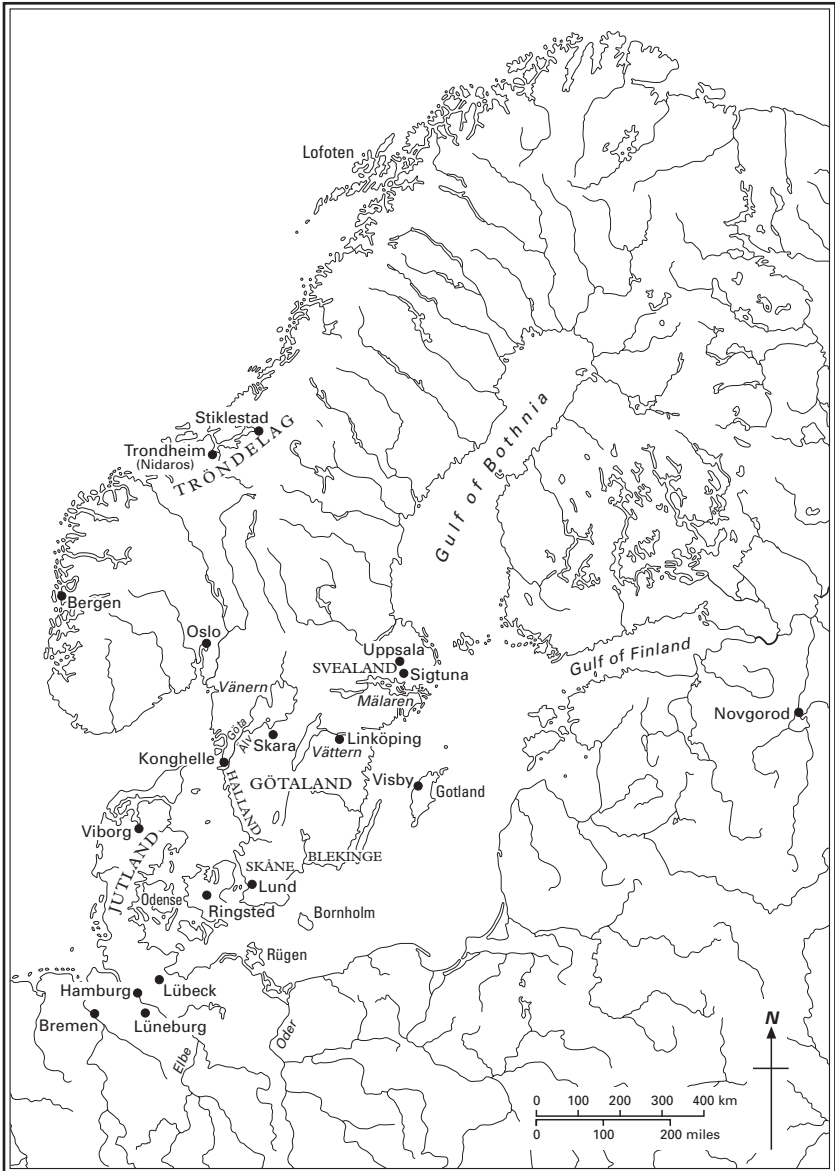 Lofoten
Stiklestad
Trondheim
(Nidaros)
TRÖNDELAG
Gulf of Bothnia
Bergen
Oslo
Uppsala
SVEALAND
Sigtuna
Gulf of Finland
Vänern
Mälaren
Novgorod
Göta
Älv
Skara
Linköping
Vättern
Konghelle
GÖTALAND
Visby
Gotland
HALLAND
Viborg
JUTLAND
BLEKINGE
SKÅNE
Lund
Odense
Ringsted
Bornholm
Rügen
Lübeck
Hamburg
Bremen
Lüneburg
Elbe
Oder
N
0 100 200 300 400 km
0 100 200 miles